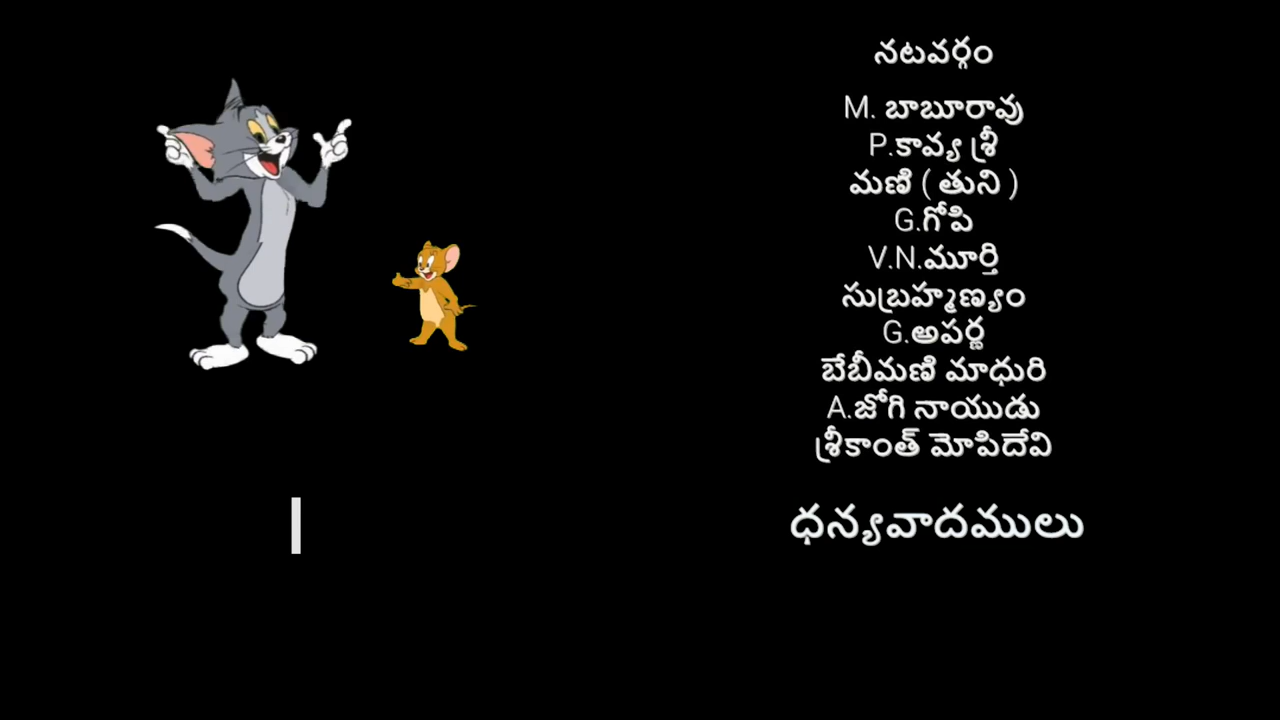 నటవర్గం
M. బాబూరావు
P.కావ్య శ్రీ
మణి ( తుని )
G.గోపి
V.N.మూర్తి
సుబ్రహ్మణ్యం
G.అపర్ణ
బేబీమణి మాధురి
A.జోగి నాయుడు
శ్రీకాంత్ మోపిదేవి
ధన్యవాదములు